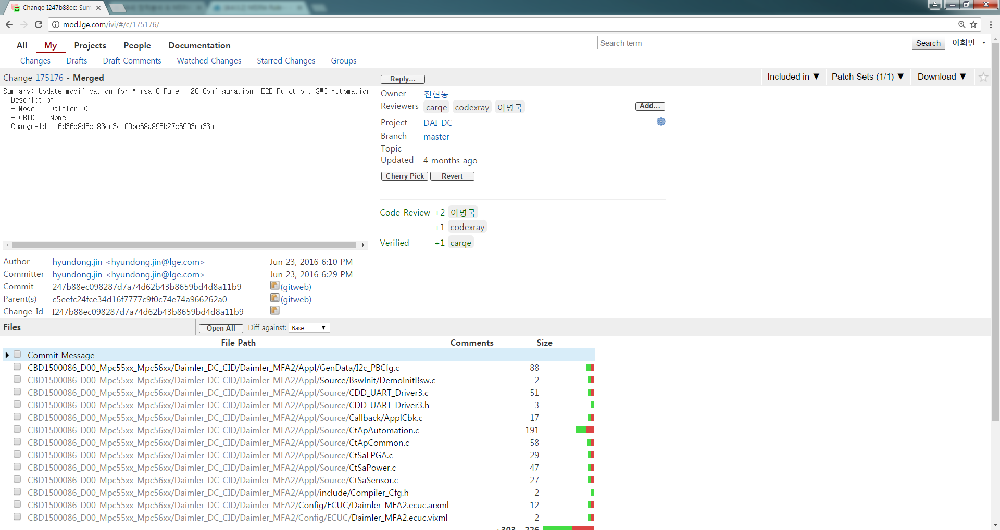 Change I247b88ec: Sum
mod.lge.com/ivi/#/c/175176/
All My Projects People Documentation
Search term Search 이희민
Changes Drafts Draft Comments Watched Changes Starred Changes Groups
Change 175176 - Merged
Reply...
Included in ▼ Patch Sets (1/1) ▼ Download ▼
Summary: Update modification for Mirsa-C Rule, I2C Configuration, E2E Function, SWC Automation
Description:
- Model : Daimler DC
- CRID : None
Change-Id: I6d36b8d5c183ce3c100be68a895b27c6903ea33a
Owner 진현동
Reviewers carqe codexray 이명국 Add...
Project DAI_DC
Branch master
Topic
Updated 4 months ago
Cherry Pick Revert
Code-Review +2 이명국
+1 codexray
Verified +1 carqe
Author hyundong.jin <hyundong.jin@lge.com> Jun 23, 2016 6:10 PM
Committer hyundong.jin <hyundong.jin@lge.com> Jun 23, 2016 6:29 PM
Commit 247b88ec098287d7a74d62b43b8659bd4d8a11b9 (gitweb)
Parent(s) c5eefc24fce34d16f7777c9f0c74e74a966262a0 (gitweb)
Change-Id I247b88ec098287d7a74d62b43b8659bd4d8a11b9
Files Open All Diff against: Base ▼
File Path Comments Size
Commit Message
CBD1500086_D00_Mpc55xx_Mpc56xx/Daimler_DC_CID/Daimler_MFA2/Appl/GenData/I2c_PBCfg.c 88
CBD1500086_D00_Mpc55xx_Mpc56xx/Daimler_DC_CID/Daimler_MFA2/Appl/Source/BswInit/DemoInitBsw.c 2
CBD1500086_D00_Mpc55xx_Mpc56xx/Daimler_DC_CID/Daimler_MFA2/Appl/Source/CDD_UART_Driver3.c 51
CBD1500086_D00_Mpc55xx_Mpc56xx/Daimler_DC_CID/Daimler_MFA2/Appl/Source/CDD_UART_Driver3.h 3
CBD1500086_D00_Mpc55xx_Mpc56xx/Daimler_DC_CID/Daimler_MFA2/Appl/Source/Callback/ApplCbk.c 17
CBD1500086_D00_Mpc55xx_Mpc56xx/Daimler_DC_CID/Daimler_MFA2/Appl/Source/CtApAutomation.c 191
CBD1500086_D00_Mpc55xx_Mpc56xx/Daimler_DC_CID/Daimler_MFA2/Appl/Source/CtApCommon.c 58
CBD1500086_D00_Mpc55xx_Mpc56xx/Daimler_DC_CID/Daimler_MFA2/Appl/Source/CtSaFPGA.c 29
CBD1500086_D00_Mpc55xx_Mpc56xx/Daimler_DC_CID/Daimler_MFA2/Appl/Source/CtSaPower.c 47
CBD1500086_D00_Mpc55xx_Mpc56xx/Daimler_DC_CID/Daimler_MFA2/Appl/Source/CtSaSensor.c 27
CBD1500086_D00_Mpc55xx_Mpc56xx/Daimler_DC_CID/Daimler_MFA2/Appl/include/Compiler_Cfg.h 2
CBD1500086_D00_Mpc55xx_Mpc56xx/Daimler_DC_CID/Daimler_MFA2/Config/ECUC/Daimler_MFA2.ecuc.arxml 12
CBD1500086_D00_Mpc55xx_Mpc56xx/Daimler_DC_CID/Daimler_MFA2/Config/ECUC/Daimler_MFA2.ecuc.vixml 2